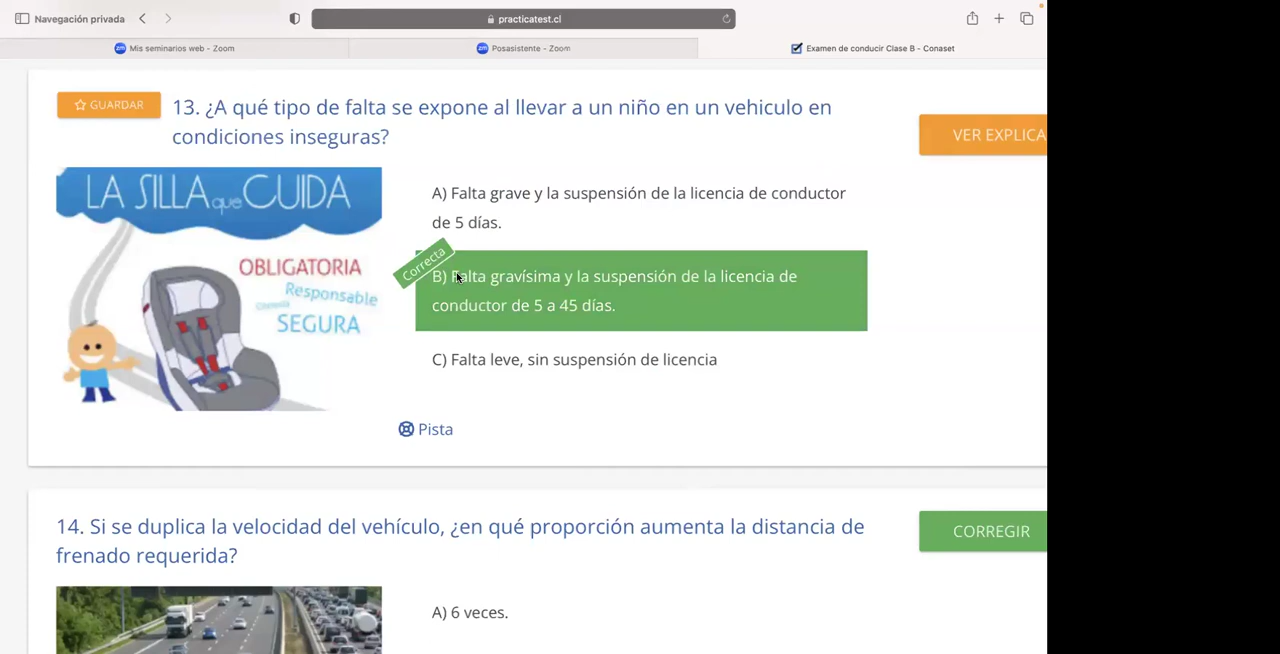 Navegación privada
practicatest.cl
zm Mis seminarios web - Zoom
zm Posasistente - Zoom
Examen de conducir Clase B - Conaset
GUARDAR
13. ¿A qué tipo de falta se expone al llevar a un niño en un vehiculo en
condiciones inseguras?
VER EXPLICA
LA SILLA que CUIDA
OBLIGATORIA
Responsable
SEGURA
A) Falta grave y la suspensión de la licencia de conductor
de 5 días.
Correcta
B) Falta gravísima y la suspensión de la licencia de
conductor de 5 a 45 días.
C) Falta leve, sin suspensión de licencia
Pista
14. Si se duplica la velocidad del vehículo, ¿en qué proporción aumenta la distancia de
frenado requerida?
CORREGIR
A) 6 veces.